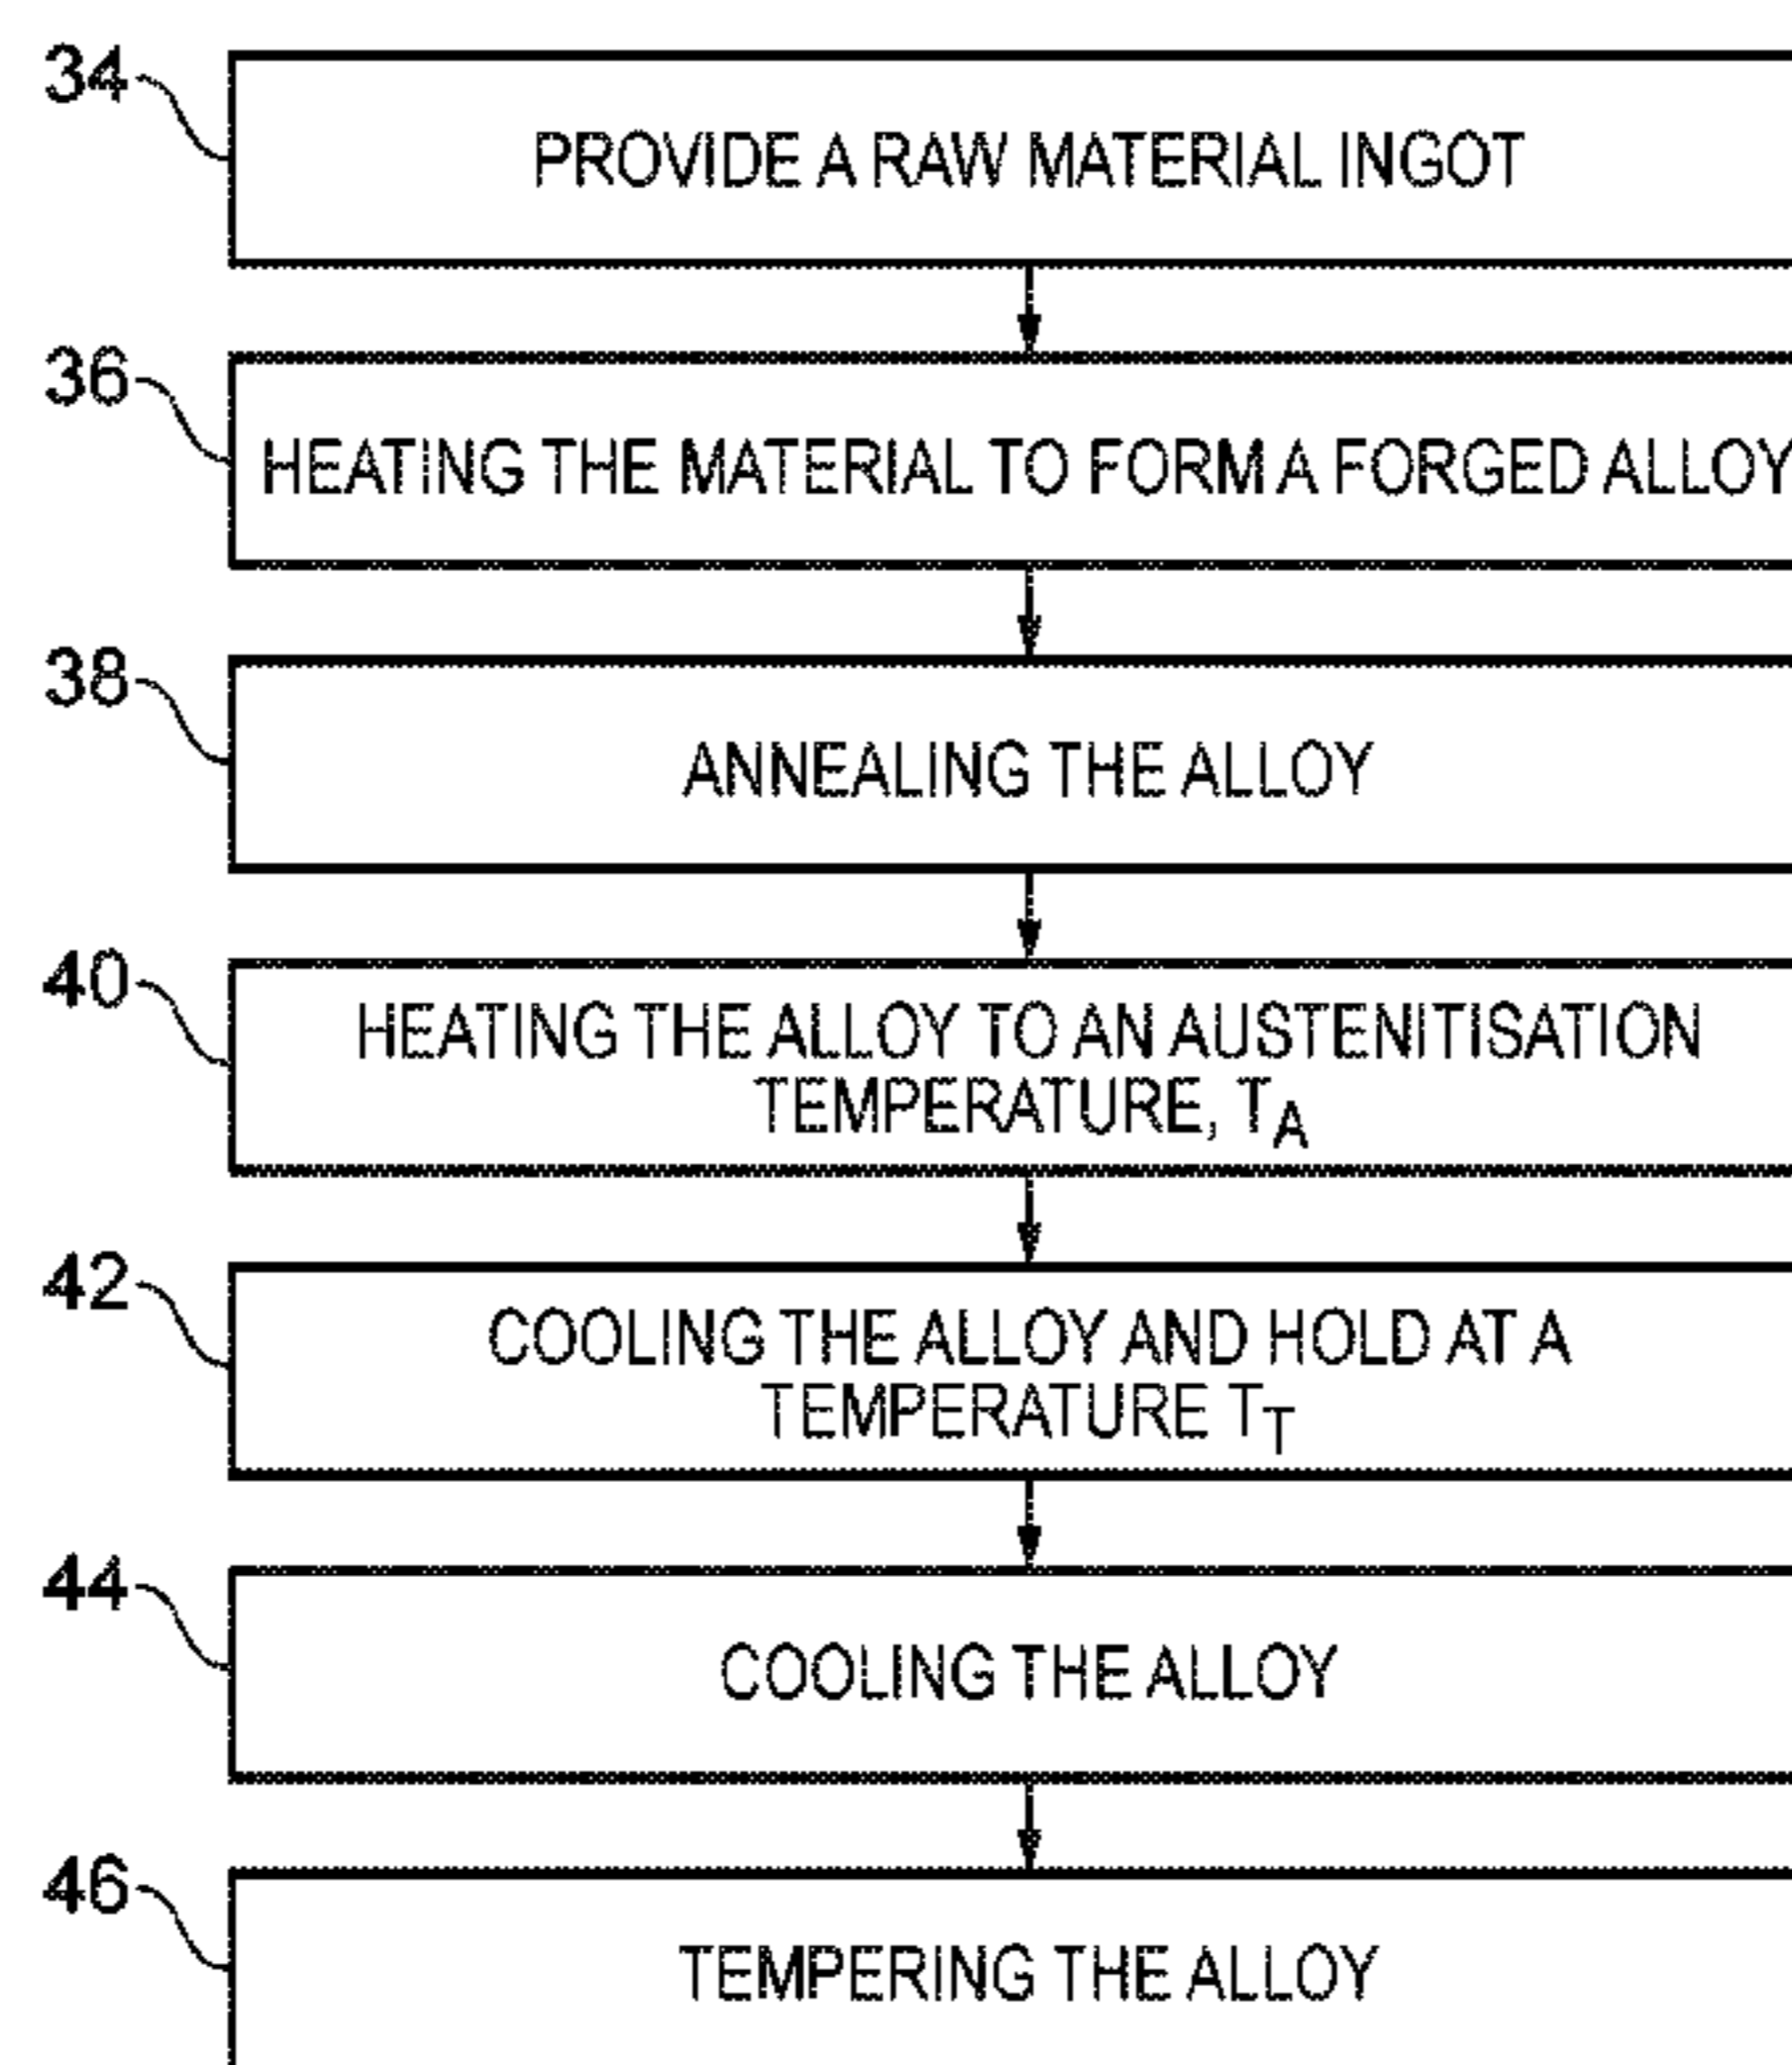 34
PROVIDE A RAW MATERIAL INGOT
36
HEATING THE MATERIAL TO FORM A FORGED ALLOY
38
ANNEALING THE ALLOY
40
HEATING THE ALLOY TO AN AUSTENITISATION
TEMPERATURE, TA
42
COOLING THE ALLOY AND HOLD AT A
TEMPERATURE TT
44
COOLING THE ALLOY
46
TEMPERING THE ALLOY